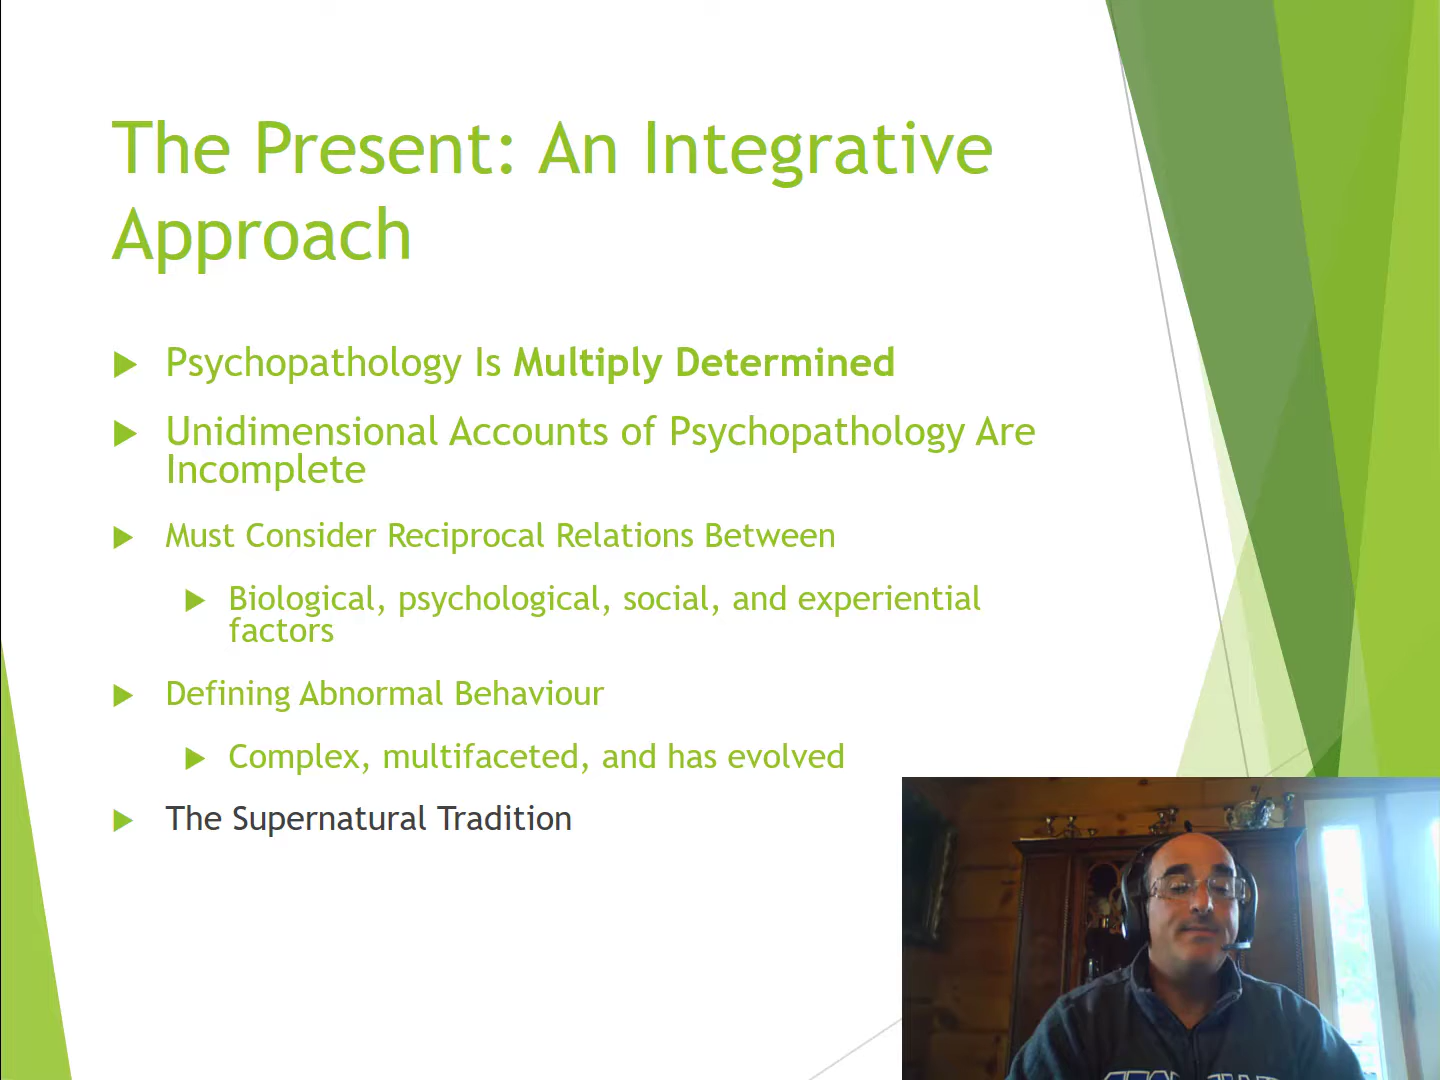 The Present: An Integrative
Approach
Psychopathology Is Multiply Determined
Unidimensional Accounts of Psychopathology Are
Incomplete
Must Consider Reciprocal Relations Between
Biological, psychological, social, and experiential
factors
Defining Abnormal Behaviour
Complex, multifaceted, and has evolved
The Supernatural Tradition